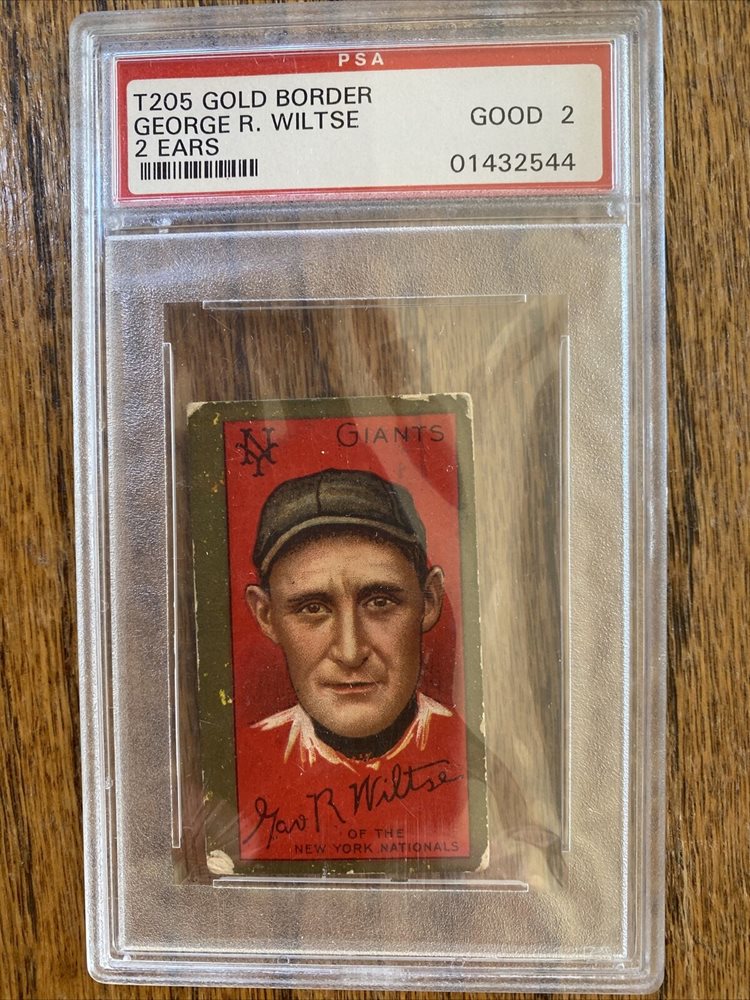 PSA
T205 GOLD BORDER
GEORGE R. WILTSE GOOD 2
2 EARS
01432544
NY GIANTS
Geo R Wiltse
OF THE
NEW YORK NATIONALS